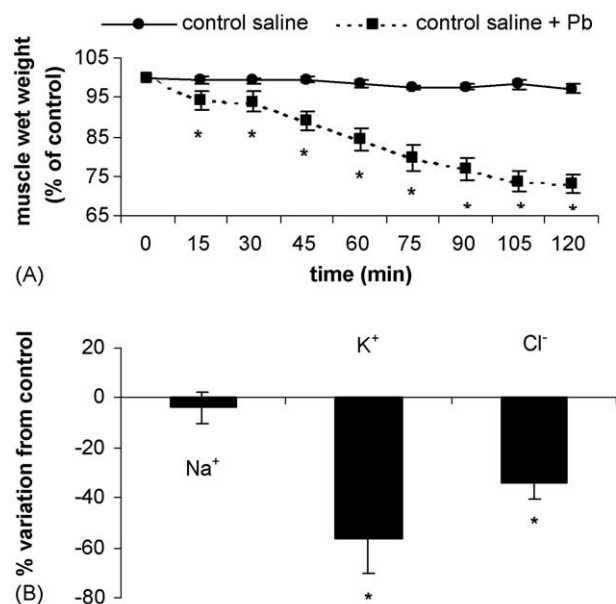 control saline control saline + Pb
105
95
85
75
65
muscle wet weight
(% of control)
* * * * * * * *
0 15 30 45 60 75 90 105 120
time (min)
(A)
20
0
-20
-40
-60
-80
% variation from control
K⁺ Cl⁻
Na⁺
*
*
(B)